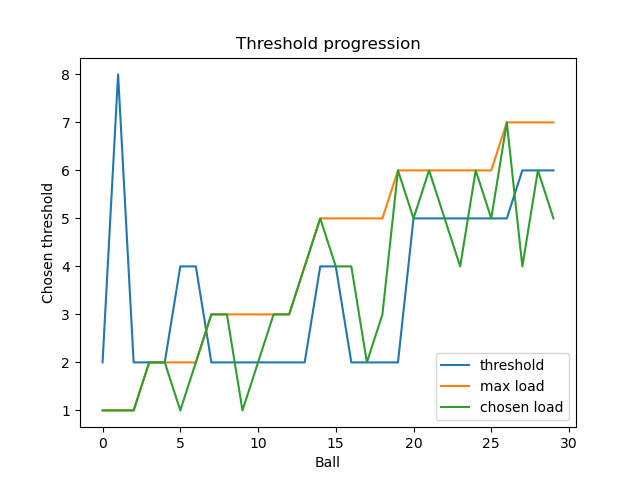 Threshold progression
Chosen threshold
8
7
6
5
4
3
2
1
0
5
10
15
20
25
30
Ball
threshold
max load
chosen load